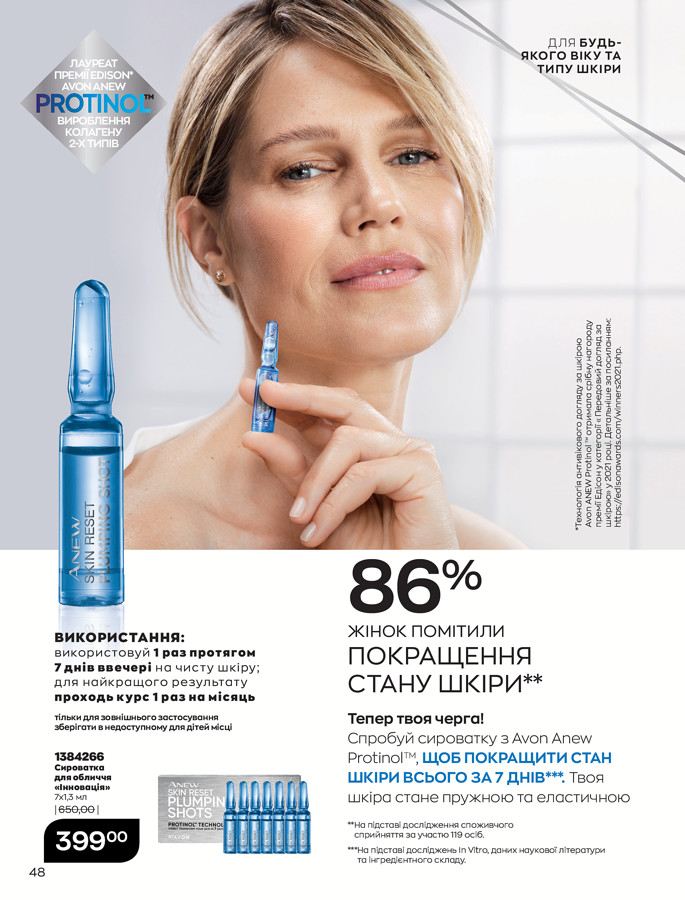 ЛАУРЕАТ
ПРЕМІЇ EDISON*
AVON ANEW
PROTINOL™
ВИРОБЛЕННЯ
КОЛАГЕНУ
2-Х ТИПІВ
ДЛЯ БУДЬ-
ЯКОГО ВІКУ ТА
ТИПУ ШКІРИ
*Технологія антивікового догляду за шкірою
Avon ANEW Protinol™ отримала срібну нагороду
премії Едісон у категорії « Передовий догляд за
шкірою» у 2021 році. Детальніше за посиланням:
https://edisonawards.com/winners2021.php.
ANEW
SKIN RESET
PLUMPING SHOT
86%
ЖІНОК ПОМІТИЛИ
ПОКРАЩЕННЯ
СТАНУ ШКІРИ**
ВИКОРИСТАННЯ:
використовуй 1 раз протягом
7 днів ввечері на чисту шкіру;
для найкращого результату
проходь курс 1 раз на місяць
тільки для зовнішнього застосування
зберігати в недоступному для дітей місці
Тепер твоя черга!
Спробуй сироватку з Avon Anew
Protinol™, ЩОБ ПОКРАЩИТИ СТАН
ШКІРИ ВСЬОГО ЗА 7 ДНІВ***. Твоя
шкіра стане пружною та еластичною
1384266
Сироватка
для обличчя
«Інновація»
7х1,3 мл
| 650,00 |
39900
ANEW
SKIN RESET
PLUMPIN
SHOTS
PROTINOL™ TECHNOL
AVON
**На підставі дослідження споживчого
сприйняття за участю 119 осіб.
***На підставі досліджень In Vitro, даних наукової літератури
та інгредієнтного складу.
48